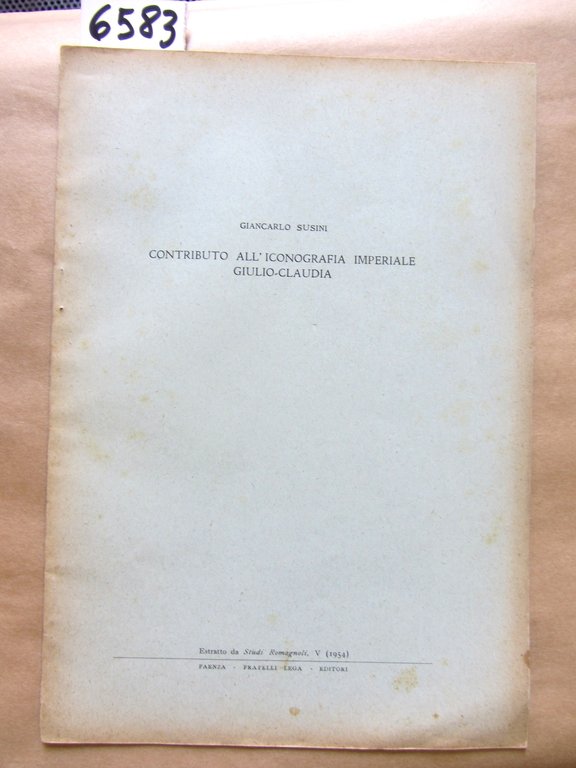 6583
GIANCARLO SUSINI
CONTRIBUTO ALL'ICONOGRAFIA IMPERIALE
GIULIO-CLAUDIA
Estratto da Studi Romagnoli, V (1954)
FAENZA - FRATELLI LEGA - EDITORI